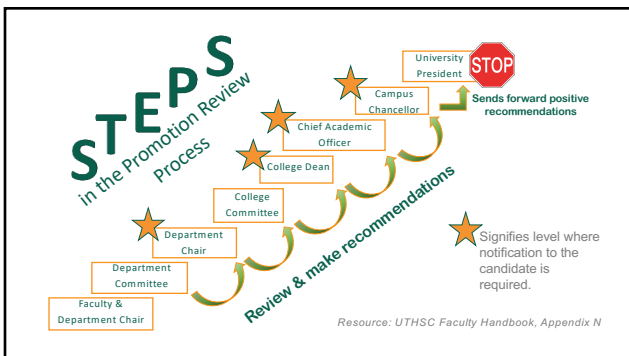 STEPS
in the Promotion Review
Process
University
President
STOP
Sends forward positive
recommendations
Campus
Chancellor
Chief Academic
Officer
College Dean
College
Committee
Department
Chair
Department
Committee
Faculty &
Department Chair
Review & make recommendations
Signifies level where
notification to the
candidate is
required.
Resource: UTHSC Faculty Handbook, Appendix N